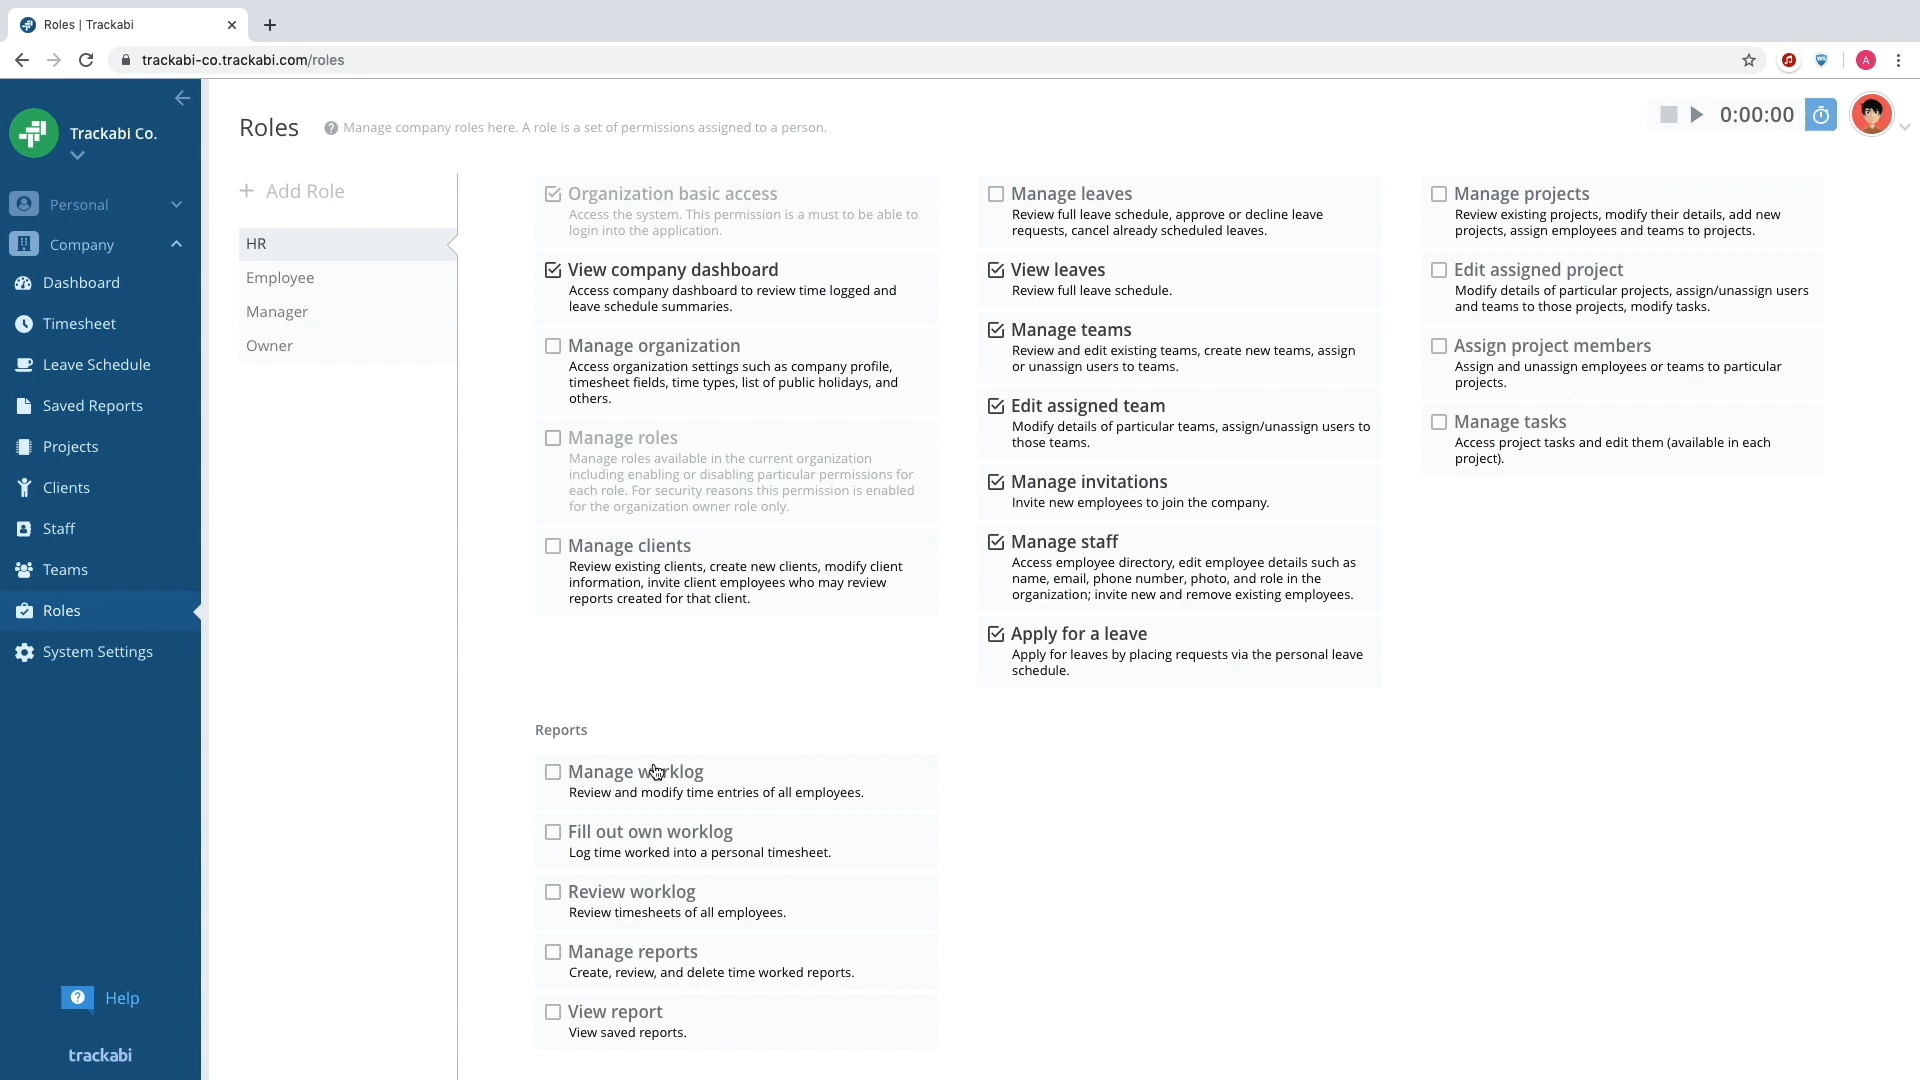 Roles | Trackabi
trackabi-co.trackabi.com/roles
Trackabi Co.
Personal
Company
Dashboard
Timesheet
Leave Schedule
Saved Reports
Projects
Clients
Staff
Teams
Roles
System Settings
Help
trackabi
Roles
Manage company roles here. A role is a set of permissions assigned to a person.
0:00:00
A
Add Role
HR
Employee
Manager
Owner
Organization basic access
Access the system. This permission is a must to be able to
login into the application.
View company dashboard
Access company dashboard to review time logged and
leave schedule summaries.
Manage organization
Access organization settings such as company profile,
timesheet fields, time types, list of public holidays, and
others.
Manage roles
Manage roles available in the current organization
including enabling or disabling particular permissions for
each role. For security reasons this permission is enabled
for the organization owner role only.
Manage clients
Review existing clients, create new clients, modify client
information, invite client employees who may review
reports created for that client.
Manage leaves
Review full leave schedule, approve or decline leave
requests, cancel already scheduled leaves.
View leaves
Review full leave schedule.
Manage teams
Review and edit existing teams, create new teams, assign
or unassign users to teams.
Edit assigned team
Modify details of particular teams, assign/unassign users to
those teams.
Manage invitations
Invite new employees to join the company.
Manage staff
Access employee directory, edit employee details such as
name, email, phone number, photo, and role in the
organization; invite new and remove existing employees.
Apply for a leave
Apply for leaves by placing requests via the personal leave
schedule.
Manage projects
Review existing projects, modify their details, add new
projects, assign employees and teams to projects.
Edit assigned project
Modify details of particular projects, assign/unassign users
and teams to those projects, modify tasks.
Assign project members
Assign and unassign employees or teams to particular
projects.
Manage tasks
Access project tasks and edit them (available in each
project).
Reports
Manage worklog
Review and modify time entries of all employees.
Fill out own worklog
Log time worked into a personal timesheet.
Review worklog
Review timesheets of all employees.
Manage reports
Create, review, and delete time worked reports.
View report
View saved reports.